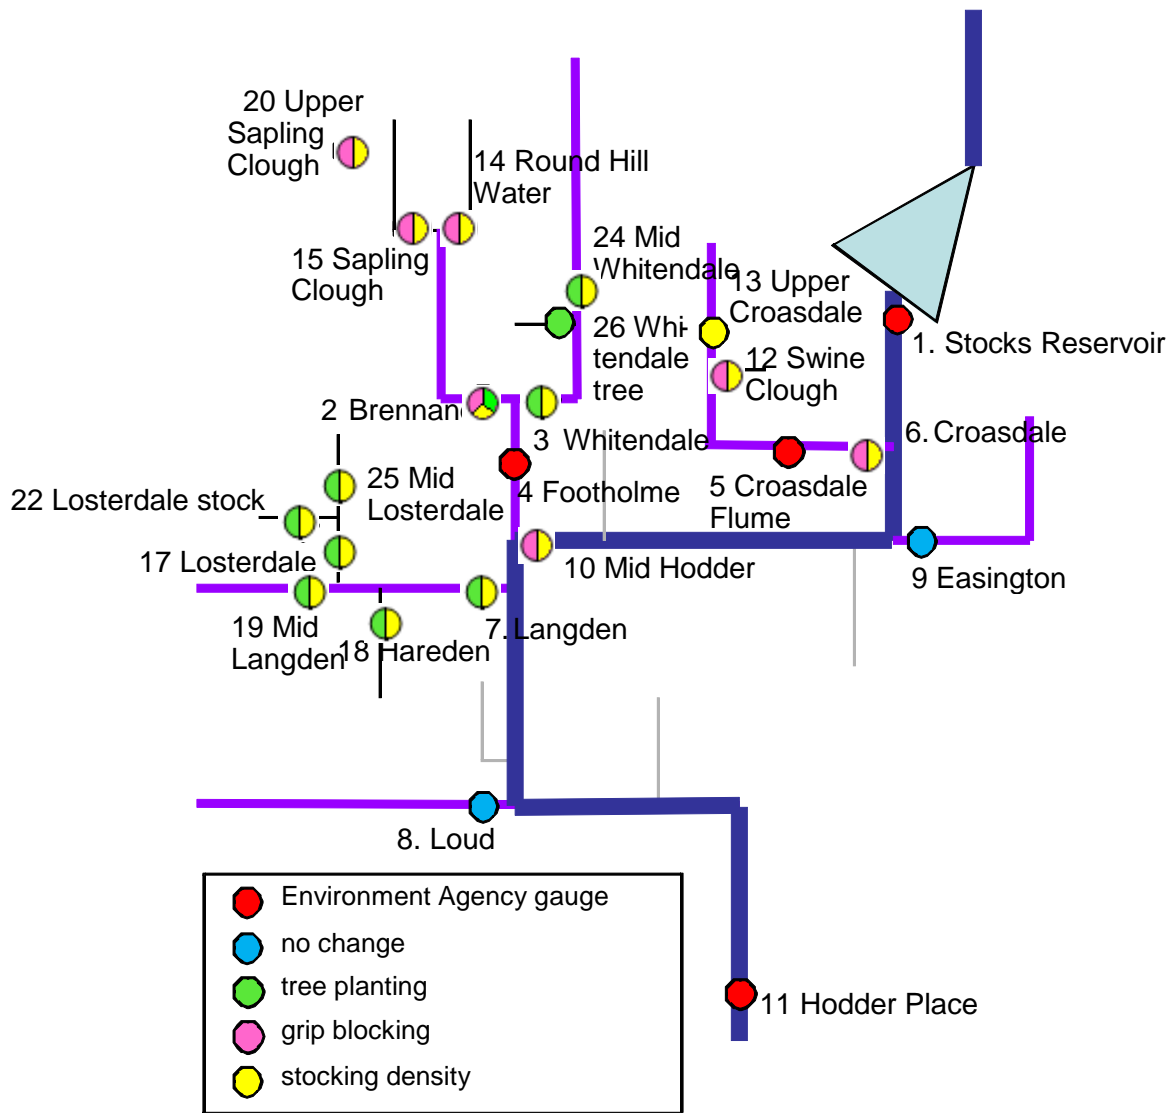 20 Upper
Sapling
Clough
14 Round Hill
Water
15 Sapling
Clough
24 Mid
Whitendale
13 Upper
Croasdale
26 Whi-
tendale
tree
1. Stocks Reservoir
12 Swine
Clough
2 Brennan
3 Whitendale
6. Croasdale
25 Mid
Losterdale
4 Footholme
5 Croasdale
Flume
22 Losterdale stock
17 Losterdale
10 Mid Hodder
9 Easington
19 Mid
Langden
18 Hareden
7. Langden
8. Loud
Environment Agency gauge
no change
tree planting
grip blocking
stocking density
11 Hodder Place